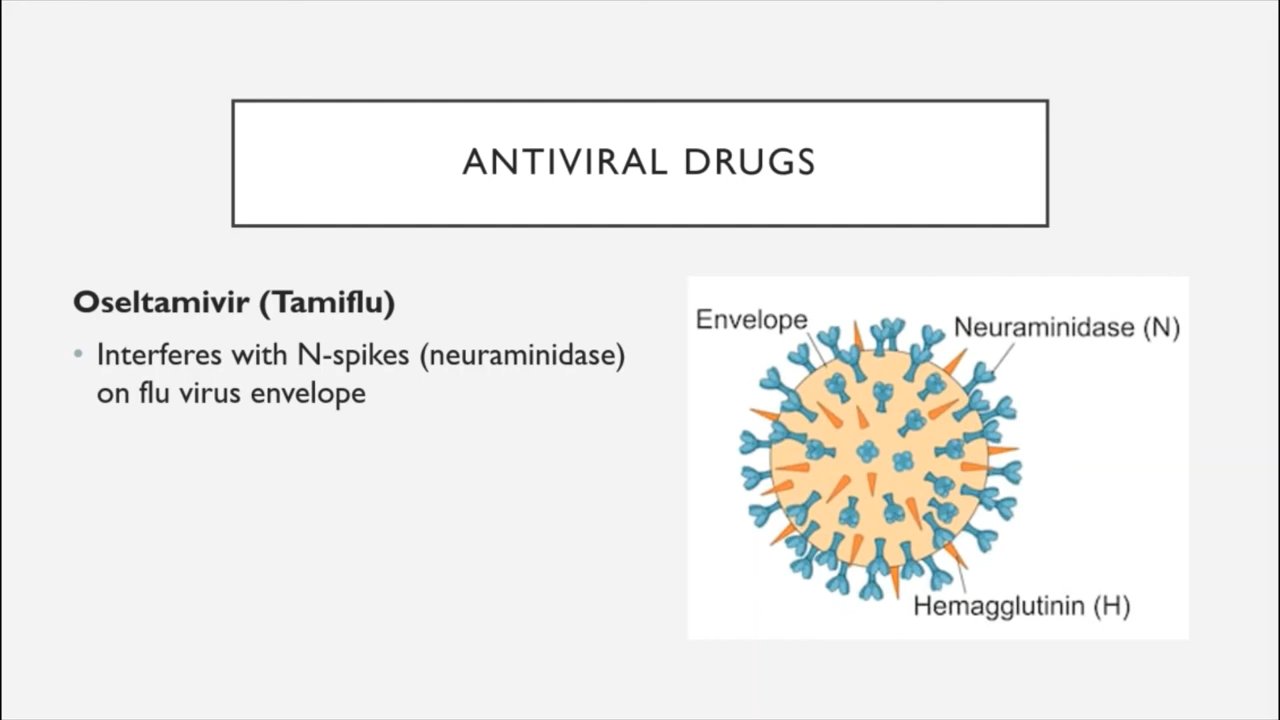 ANTIVIRAL DRUGS
Oseltamivir (Tamiflu)
• Interferes with N-spikes (neuraminidase)
on flu virus envelope
Envelope
Neuraminidase (N)
Hemagglutinin (H)